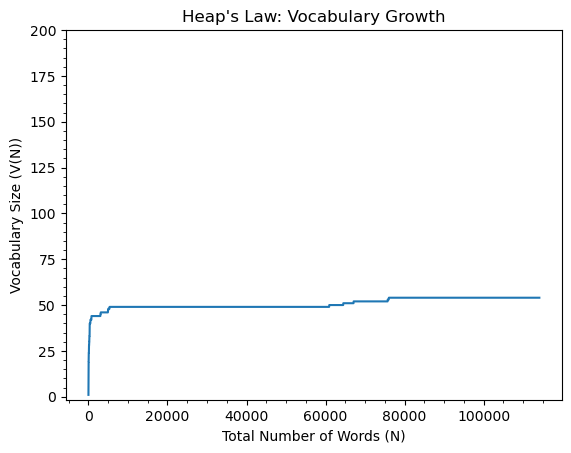 Heap's Law: Vocabulary Growth
200
175
150
125
100
75
50
25
0
Vocabulary Size (V(N))
0 20000 40000 60000 80000 100000
Total Number of Words (N)